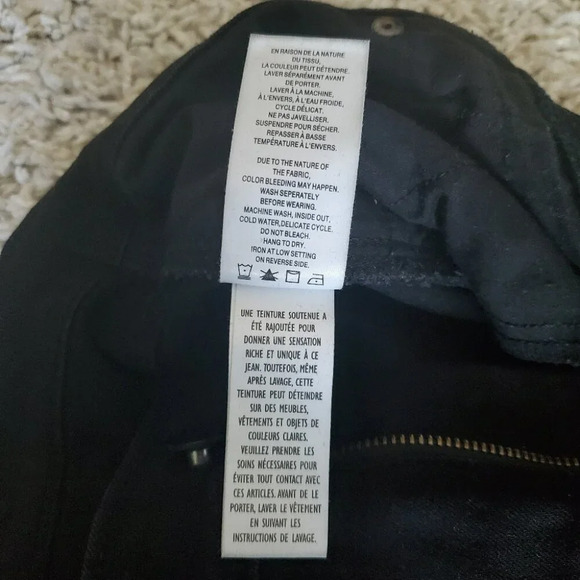 EN RAISON DE LA NATURE
DU TISSU,
LA COULEUR PEUT DÉTENDRE.
LAVER SÉPARÉMENT AVANT
DE PORTER.
LAVER À LA MACHINE,
À L'ENVERS, À L'EAU FROIDE,
CYCLE DÉLICAT.
NE PAS JAVELLISER.
SUSPENDRE POUR SÉCHER.
REPASSER À BASSE
TEMPÉRATURE À L'ENVERS.
DUE TO THE NATURE OF
THE FABRIC,
COLOR BLEEDING MAY HAPPEN.
WASH SEPERATELY
BEFORE WEARING.
MACHINE WASH, INSIDE OUT,
COLD WATER, DELICATE CYCLE.
DO NOT BLEACH.
HANG TO DRY.
IRON AT LOW SETTING
ON REVERSE SIDE.
UNE TEINTURE SOUTENUE A
ÉTÉ RAJOUTÉE POUR
DONNER UNE SENSATION
RICHE ET UNIQUE À CE
JEAN. TOUTEFOIS, MÊME
APRÈS LAVAGE, CETTE
TEINTURE PEUT DÉTEINDRE
SUR DES MEUBLES,
VÊTEMENTS ET OBJETS DE
COULEURS CLAIRES.
VEUILLEZ PRENDRE LES
SOINS NÉCESSAIRES POUR
ÉVITER TOUT CONTACT AVEC
CES ARTICLES. AVANT DE LE
PORTER, LAVER LE VÊTEMENT
EN SUIVANT LES
INSTRUCTIONS DE LAVAGE.